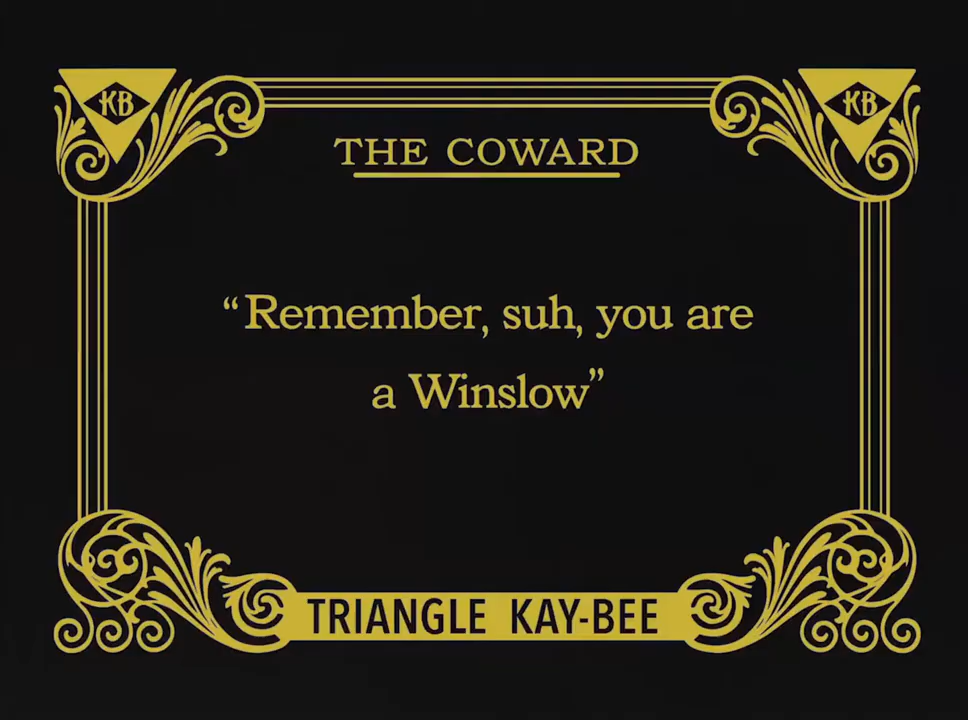 KB KB
THE COWARD
“Remember, suh, you are
a Winslow”
TRIANGLE KAY-BEE